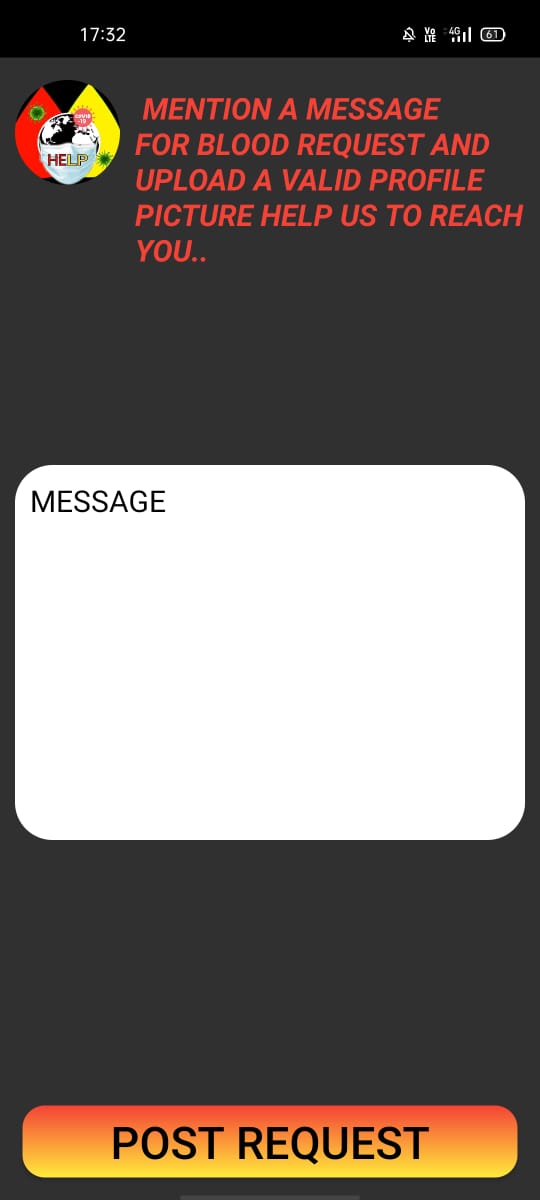 17:32
Vo
LTE
4G
61
COVID
-19
HELP
MENTION A MESSAGE
FOR BLOOD REQUEST AND
UPLOAD A VALID PROFILE
PICTURE HELP US TO REACH
YOU..
MESSAGE
POST REQUEST